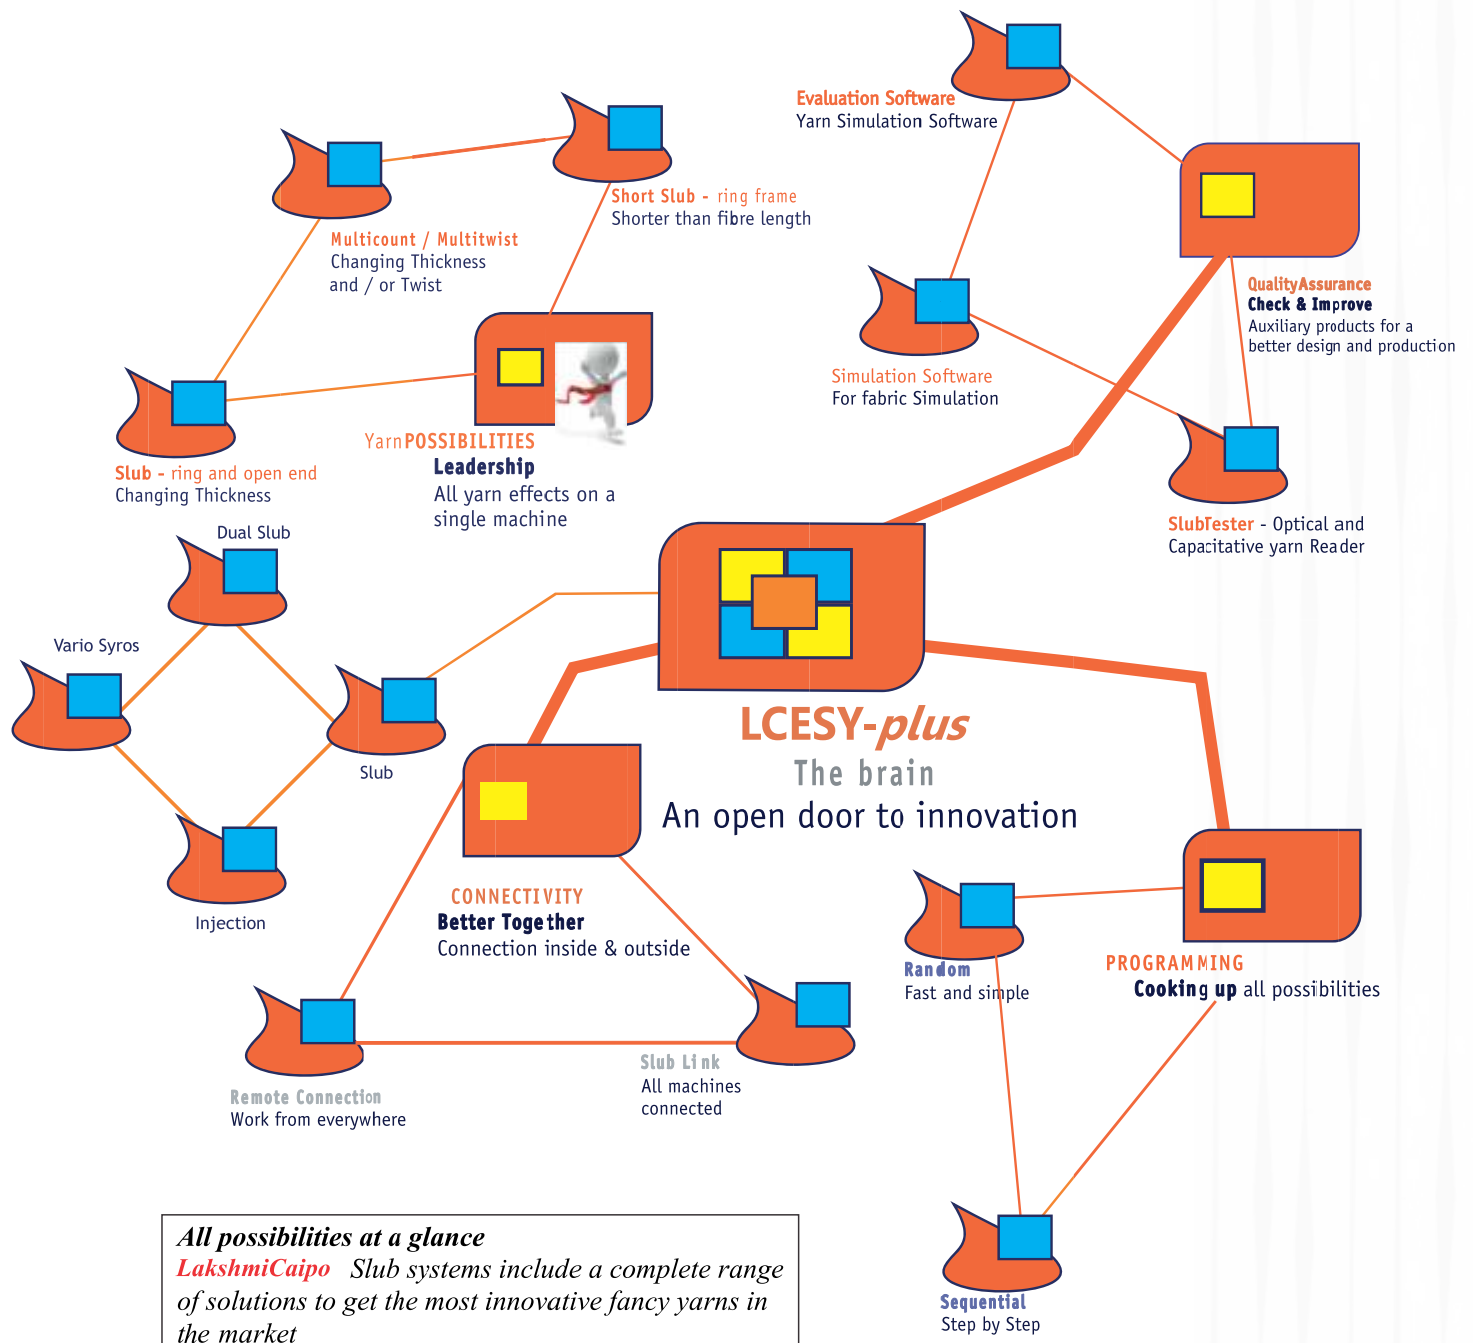 Evaluation Software
Yarn Simulation Software
Short Slub - ring frame
Shorter than fibre length
Multicount / Multitwist
Changing Thickness
and / or Twist
QualityAssurance
Check & Improve
Auxiliary products for a
better design and production
Simulation Software
For fabric Simulation
YarnPOSSIBILITIES
Leadership
All yarn effects on a
single machine
Slub - ring and open end
Changing Thickness
SlubTester - Optical and
Capacitative yarn Reader
Dual Slub
Vario Syros
Slub
Injection
LCESY-plus
The brain
An open door to innovation
CONNECTIVITY
Better Together
Connection inside & outside
Random
Fast and simple
PROGRAMMING
Cooking up all possibilities
Remote Connection
Work from everywhere
Slub Link
All machines
connected
Sequential
Step by Step
All possibilities at a glance
LakshmiCaipo Slub systems include a complete range
of solutions to get the most innovative fancy yarns in
the market